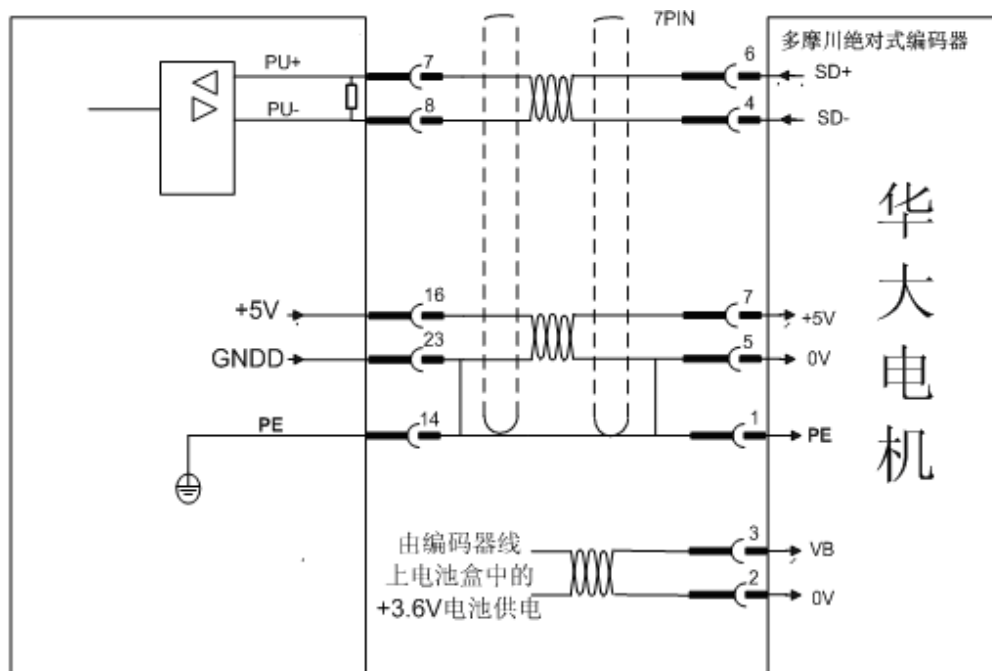 7PIN
多摩川绝对式编码器
PU+
7
6
SD+
PU-
8
4
SD-
华大电机
+5V
16
7
+5V
GNDD
23
5
0V
PE
14
1
PE
由编码器线
上电池盒中的
+3.6V电池供电
3
VB
2
0V